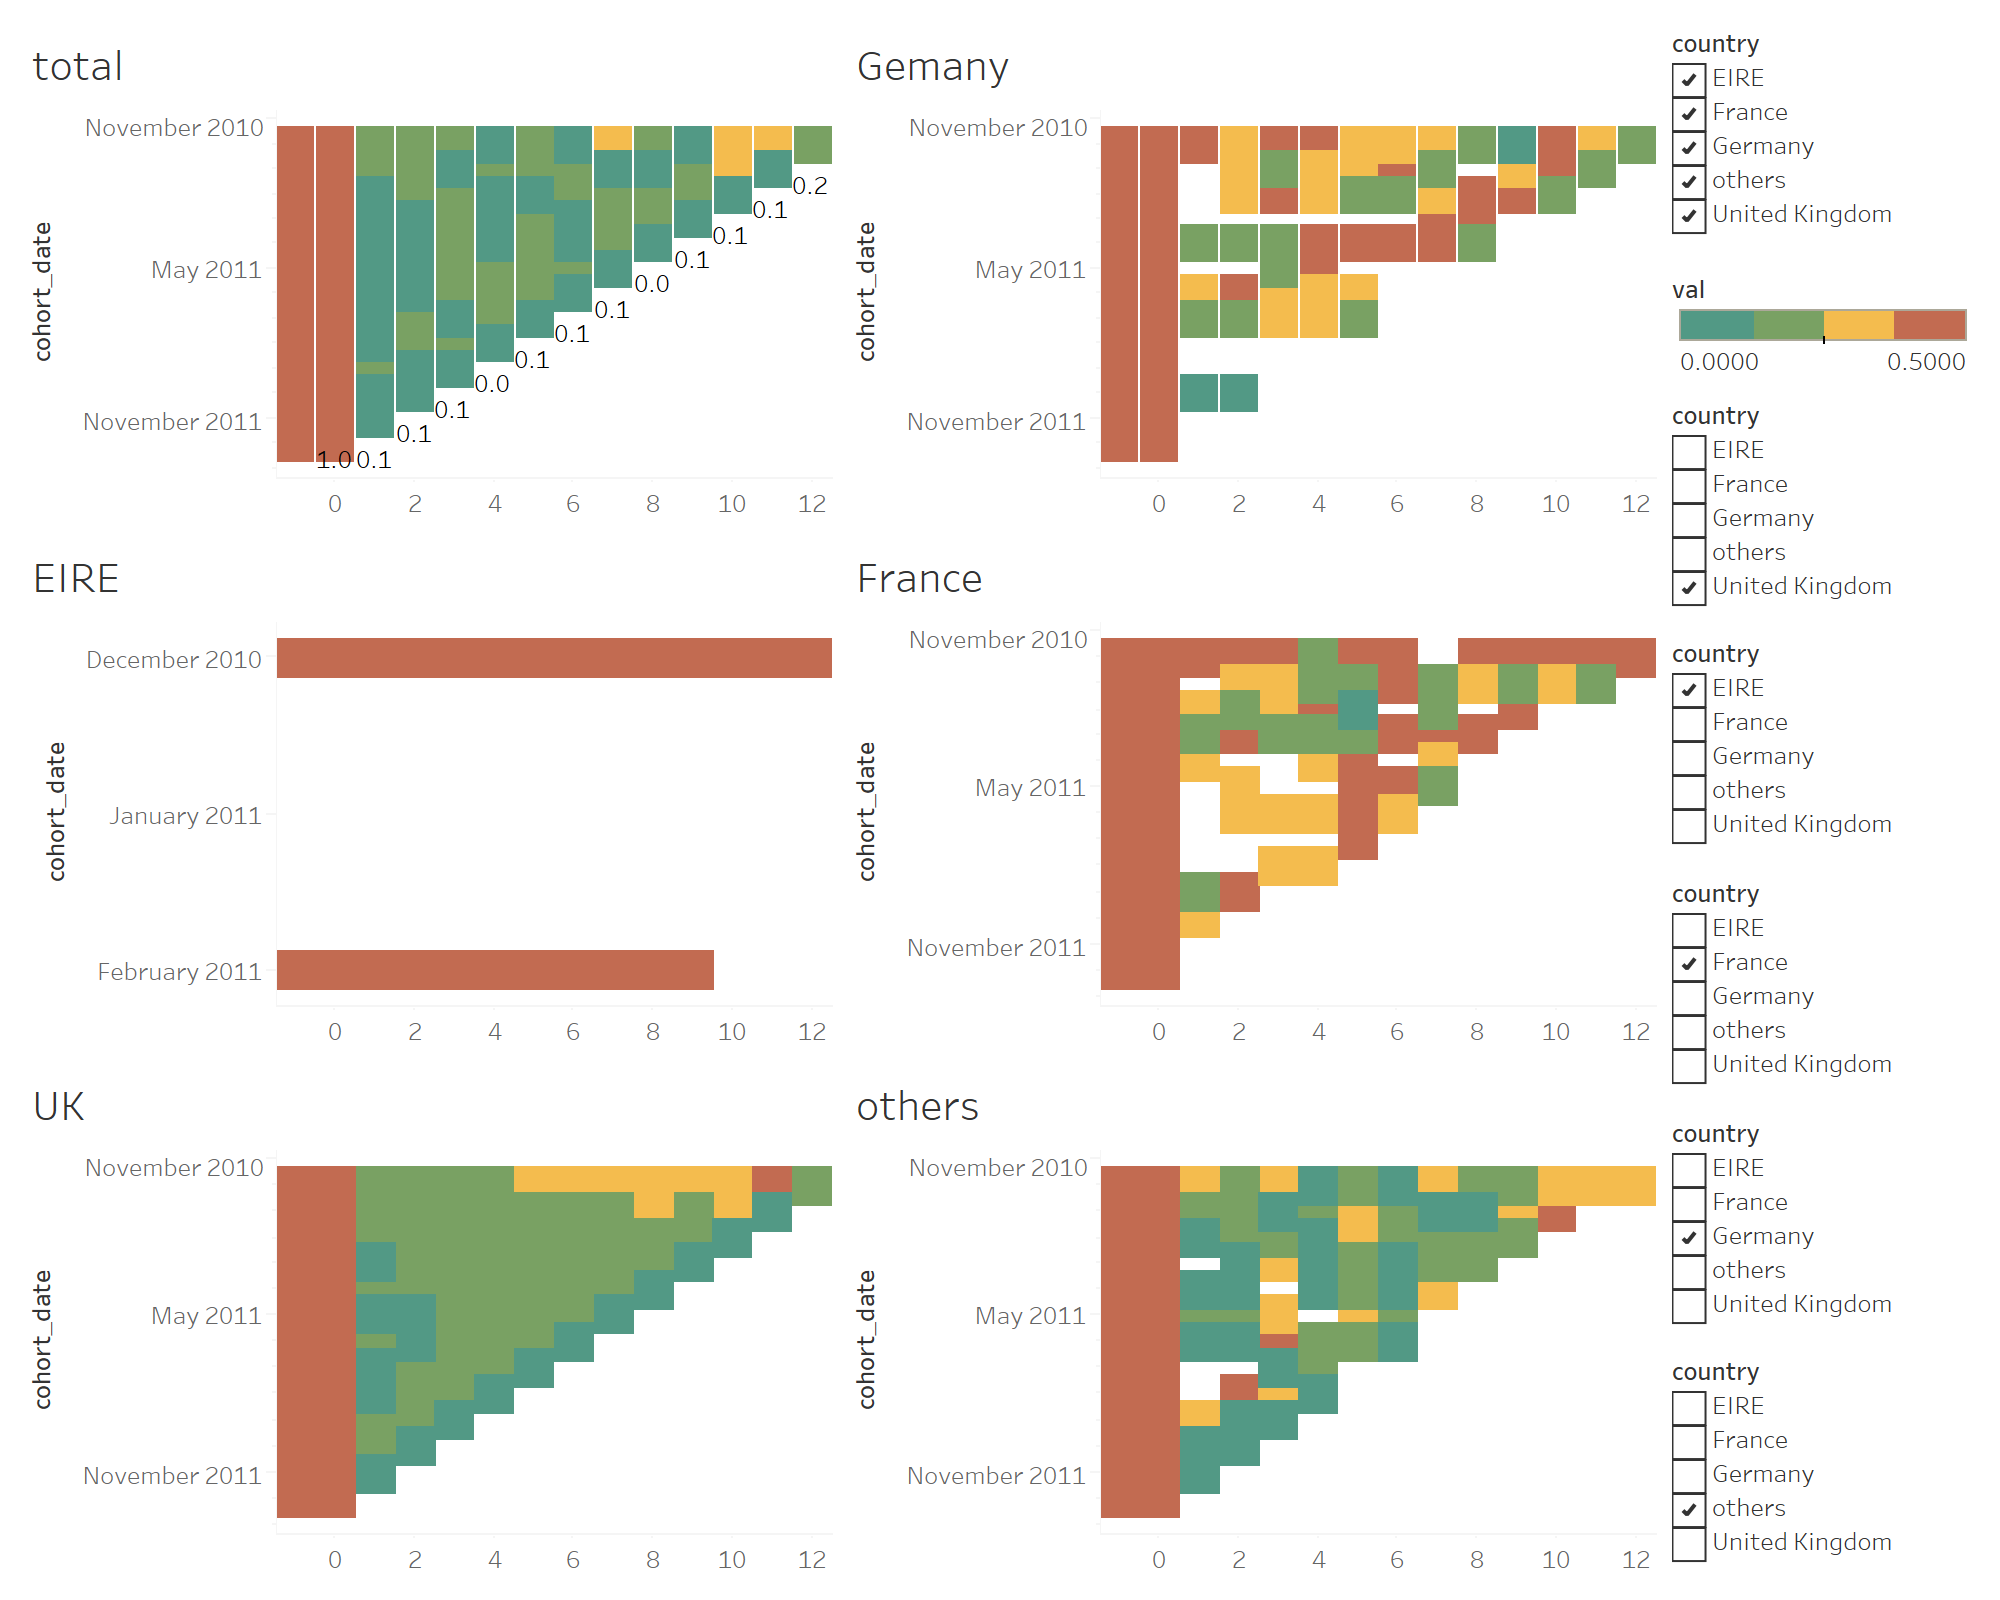 total
November 2010
May 2011
November 2011
cohort_date
0.2
0.1
0.1
0.1
0.0
0.1
0.1
0.1
0.0
0.1
0.1
1.0 0.1
0 2 4 6 8 10 12
Gemany
November 2010
May 2011
November 2011
cohort_date
0 2 4 6 8 10 12
EIRE
December 2010
January 2011
February 2011
cohort_date
0 2 4 6 8 10 12
France
November 2010
May 2011
November 2011
cohort_date
0 2 4 6 8 10 12
UK
November 2010
May 2011
November 2011
cohort_date
0 2 4 6 8 10 12
others
November 2010
May 2011
November 2011
cohort_date
0 2 4 6 8 10 12
country
EIRE
France
Germany
others
United Kingdom
val
0.0000 0.5000
country
EIRE
France
Germany
others
United Kingdom
country
EIRE
France
Germany
others
United Kingdom
country
EIRE
France
Germany
others
United Kingdom
country
EIRE
France
Germany
others
United Kingdom
country
EIRE
France
Germany
others
United Kingdom